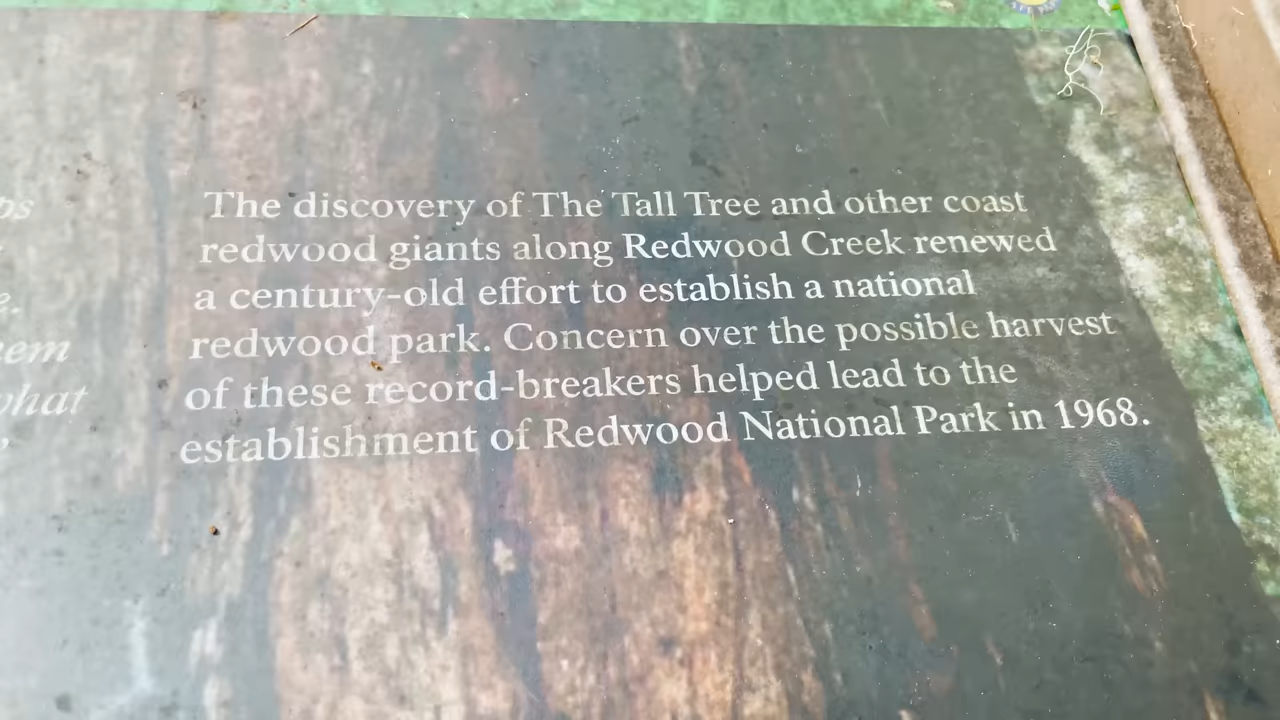 The discovery of The Tall Tree and other coast
redwood giants along Redwood Creek renewed
a century-old effort to establish a national
redwood park. Concern over the possible harvest
of these record-breakers helped lead to the
establishment of Redwood National Park in 1968.